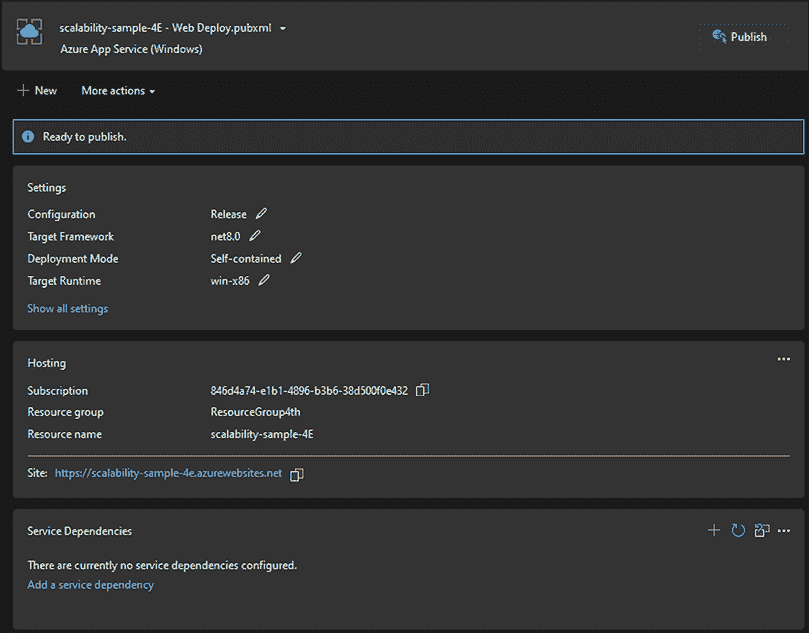 scalability-sample-4E - Web Deploy.pubxml
Azure App Service (Windows)
Publish
New
More actions
Ready to publish.
Settings
Configuration Release
Target Framework net8.0
Deployment Mode Self-contained
Target Runtime win-x86
Show all settings
Hosting
Subscription 846d4a74-e1b1-4896-b3b6-38d500f0e432
Resource group ResourceGroup4th
Resource name scalability-sample-4E
Site: https://scalability-sample-4e.azurewebsites.net
Service Dependencies
There are currently no service dependencies configured.
Add a service dependency